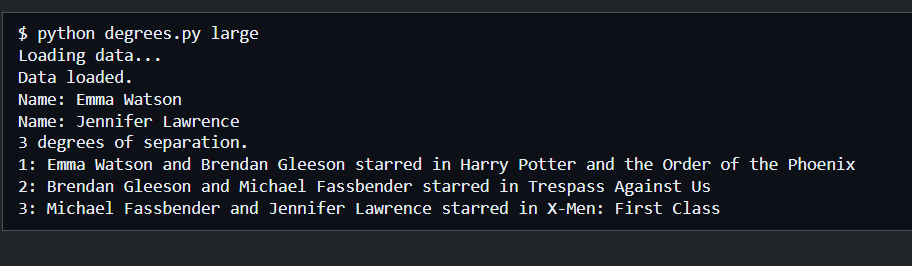 $ python degrees.py large
Loading data...
Data loaded.
Name: Emma Watson
Name: Jennifer Lawrence
3 degrees of separation.
1: Emma Watson and Brendan Gleeson starred in Harry Potter and the Order of the Phoenix
2: Brendan Gleeson and Michael Fassbender starred in Trespass Against Us
3: Michael Fassbender and Jennifer Lawrence starred in X-Men: First Class